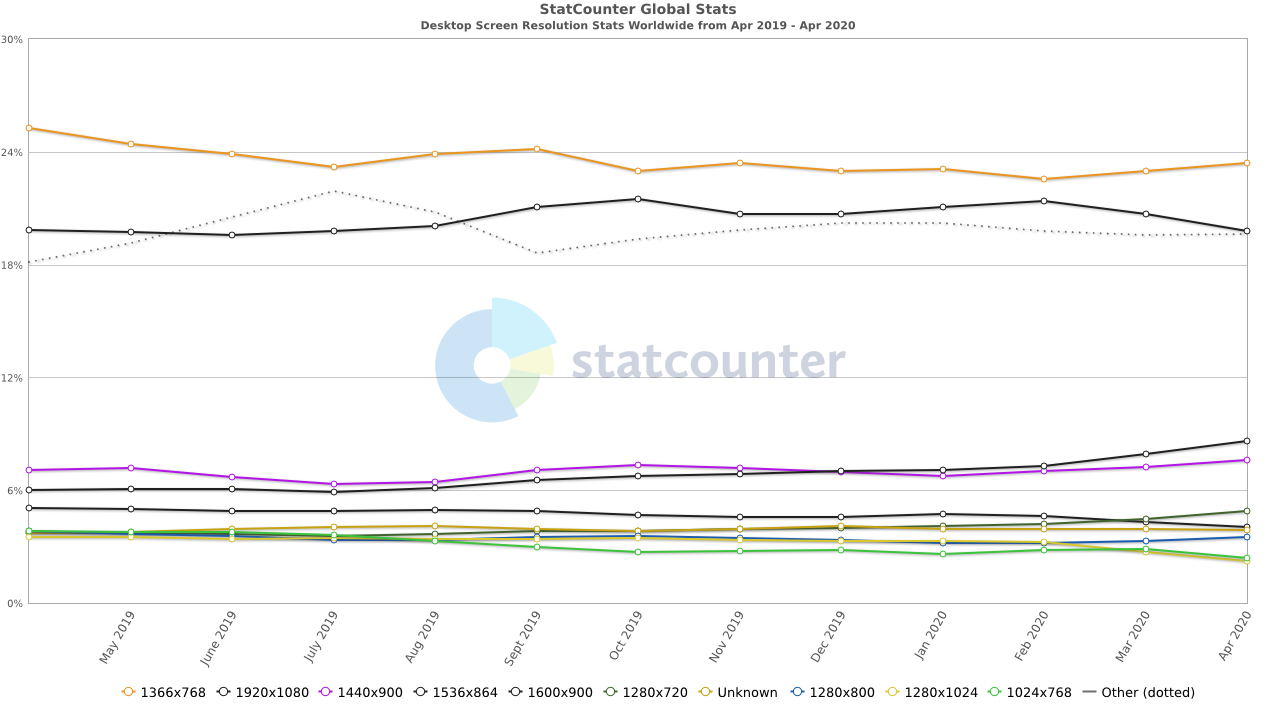 StatCounter Global Stats
Desktop Screen Resolution Stats Worldwide from Apr 2019 - Apr 2020
30%
24%
18%
12%
6%
0%
statcounter
May 2019
June 2019
July 2019
Aug 2019
Sept 2019
Oct 2019
Nov 2019
Dec 2019
Jan 2020
Feb 2020
Mar 2020
Apr 2020
1366x768 1920x1080 1440x900 1536x864 1600x900 1280x720 Unknown 1280x800 1280x1024 1024x768 Other (dotted)